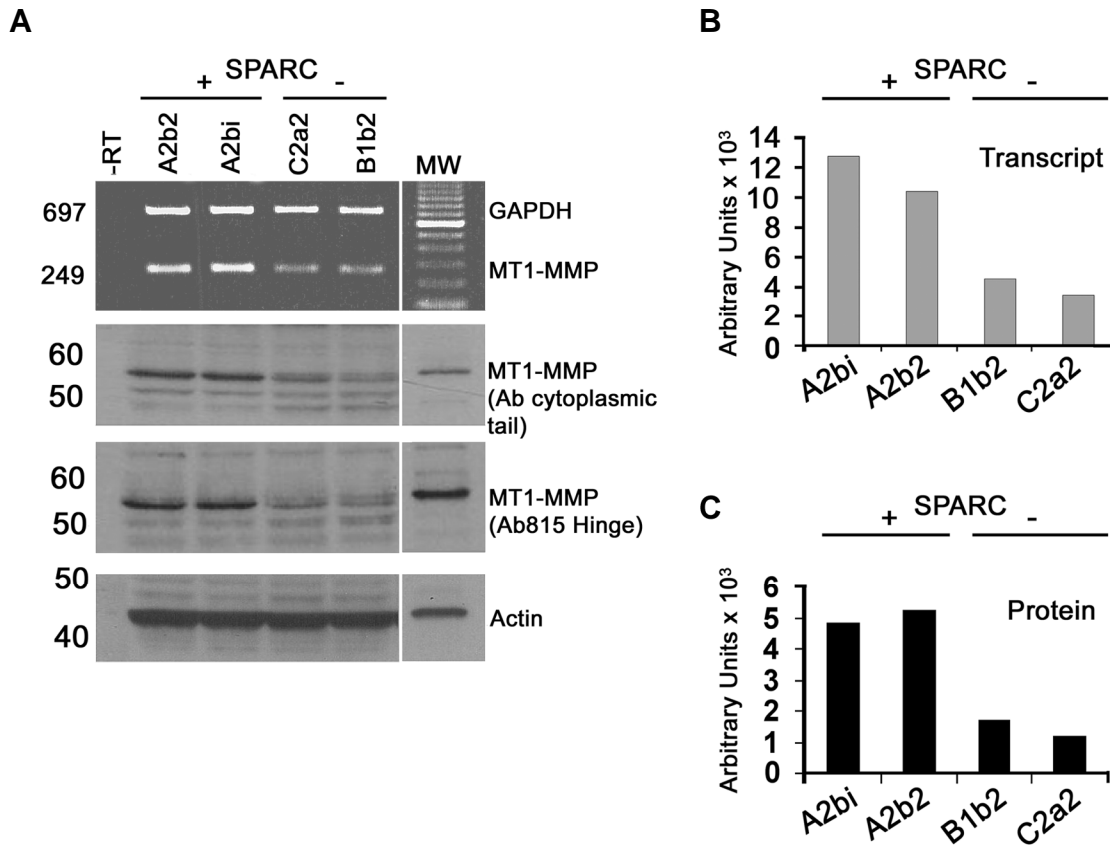 A
SPARC
+ -
-RT A2b2 A2bi C2a2 B1b2 MW
697 GAPDH
249 MT1-MMP
60
50
MT1-MMP
(Ab cytoplasmic
tail)
60
50
MT1-MMP
(Ab815 Hinge)
50
40
Actin
B
SPARC
+ -
Transcript
Arbitrary Units x 10³
14
12
10
8
6
4
2
0
A2bi A2b2 B1b2 C2a2
C
SPARC
+ -
Protein
Arbitrary Units x 10³
6
5
4
3
2
1
0
A2bi A2b2 B1b2 C2a2